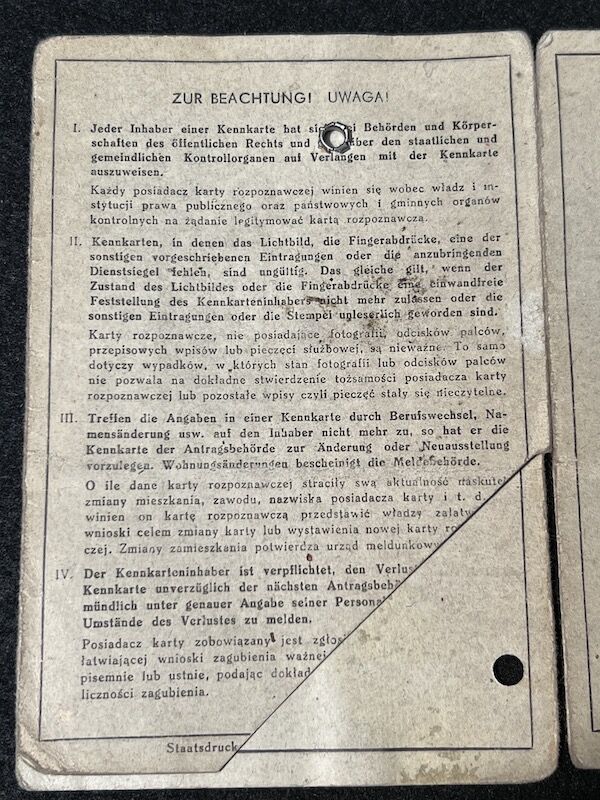 ZUR BEACHTUNG! UWAGA!
I. Jeder Inhaber einer Kennkarte hat Behörden und Körper-
schaften des öffentlichen Rechts und den staatlichen und
gemeindlichen Kontrollorganen auf Verlangen mit der Kennkarte
auszuweisen.
Każdy posiadacz karty rozpoznawczej winien się wobec władz i in-
stytucji prawa publicznego oraz państwowych i gminnych organów
kontrolnych na żądanie legitymować kartą rozpoznawczą.
II. Kennkarten, in denen das Lichtbild, die Fingerabdrücke, eine der
sonstigen vorgeschriebenen Eintragungen oder die anzubringenden
Dienstsiegel fehlen, sind ungültig. Das gleiche gilt, wenn der
Zustand des Lichtbildes oder die Fingerabdrücke eine einwandfreie
Feststellung des Kennkarteninhabers nicht mehr zulassen oder die
sonstigen Eintragungen oder die Stempel unleserlich geworden sind.
Karty rozpoznawcze, nie posiadające fotografii, odcisków palców,
przepisowych wpisów lub pieczęci służbowej, są nieważne. To samo
dotyczy wypadków, w których stan fotografii lub odcisków palców
nie pozwala na dokładne stwierdzenie tożsamości posiadacza karty
rozpoznawczej lub pozostałe wpisy czyli pieczęć stały się nieczytelne.
III. Treffen die Angaben in einer Kennkarte durch Berufswechsel, Na-
mensänderung usw. auf den Inhaber nicht mehr zu, so hat er die
Kennkarte der Antragsbehörde zur Änderung oder Neuausstellung
vorzulegen. Wohnungsänderungen bescheinigt die Meldebehörde.
O ile dane karty rozpoznawczej straciły swą aktualność naskutek
zmiany mieszkania, zawodu, nazwiska posiadacza karty i t. d.
winien on kartę rozpoznawczą przedstawić władzy załatw
wnioski celem zmiany karty lub wystawienia nowej karty ro
czej. Zmiany zamieszkania potwierdza urząd meldunkowy
IV. Der Kennkarteninhaber ist verpflichtet, den Verlus
Kennkarte unverzüglich der nächsten Antragsbehö
mündlich unter genauer Angabe seiner Personal
Umstände des Verlustes zu melden.
Posiadacz karty zobowiązany jest zgłosi
łatwiającej wnioski zagubienia ważnej
pisemnie lub ustnie, podając dokład
liczności zagubienia.
Staatsdruck